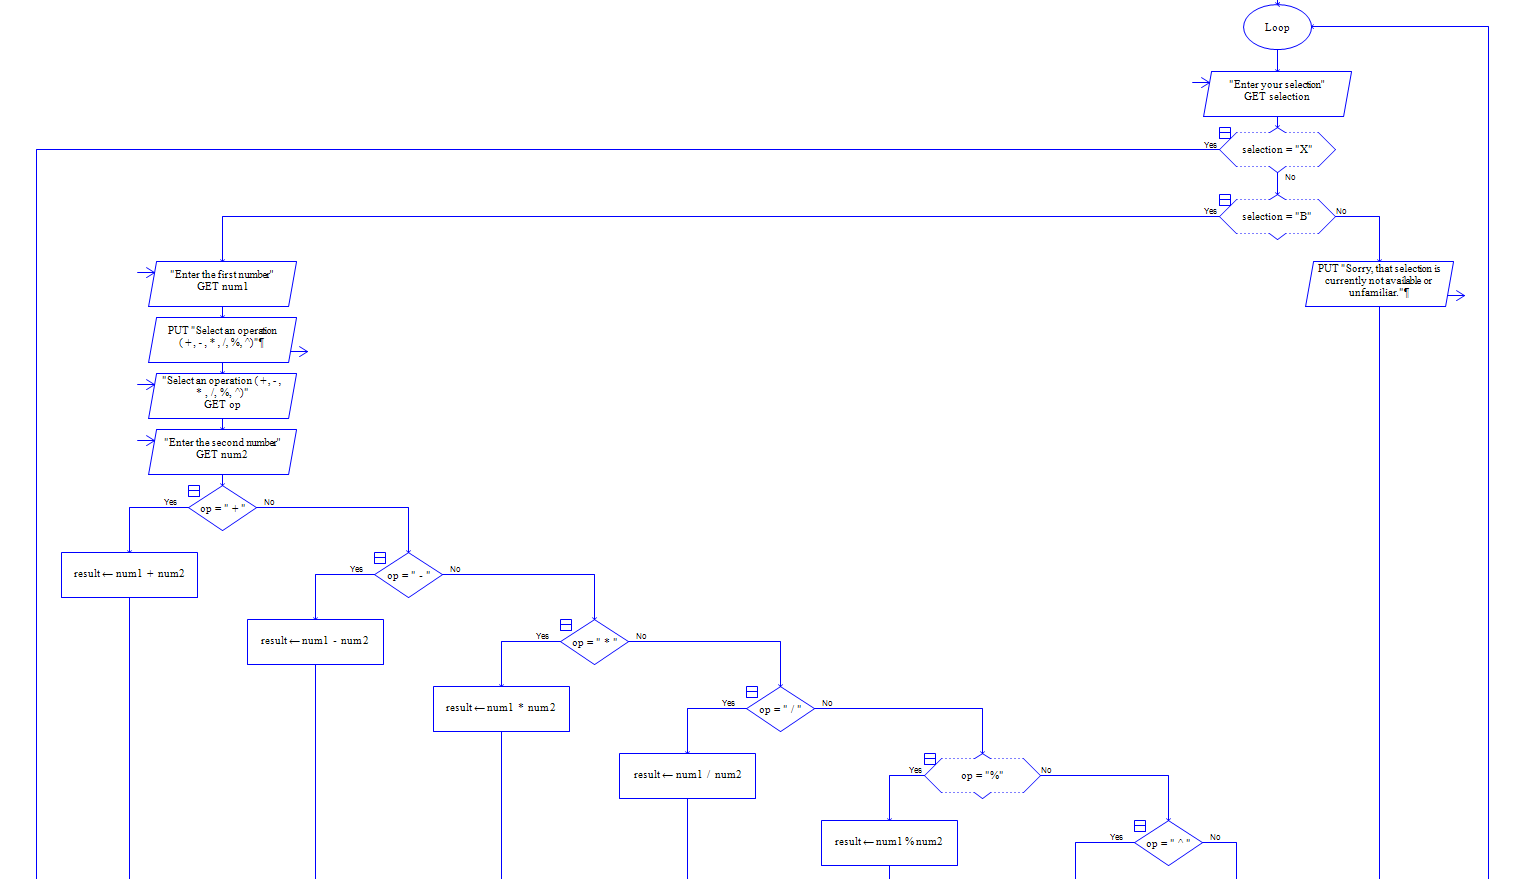 Loop
"Enter your selection"
GET selection
Yes
selection = "X"
No
Yes
selection = "B"
No
"Enter the first number"
GET num1
PUT "Sorry, that selection is
currently not available or
unfamiliar."¶
PUT "Select an operation
(+, -, *, /, %, ^)"¶
"Select an operation (+, -,
*, /, %, ^)"
GET op
"Enter the second number"
GET num2
Yes
op = "+"
No
result ← num1 + num2
Yes
op = "-"
No
result ← num1 - num2
Yes
op = "*"
No
result ← num1 * num2
Yes
op = "/"
No
result ← num1 / num2
Yes
op = "%"
No
result ← num1 % num2
Yes
op = "^"
No